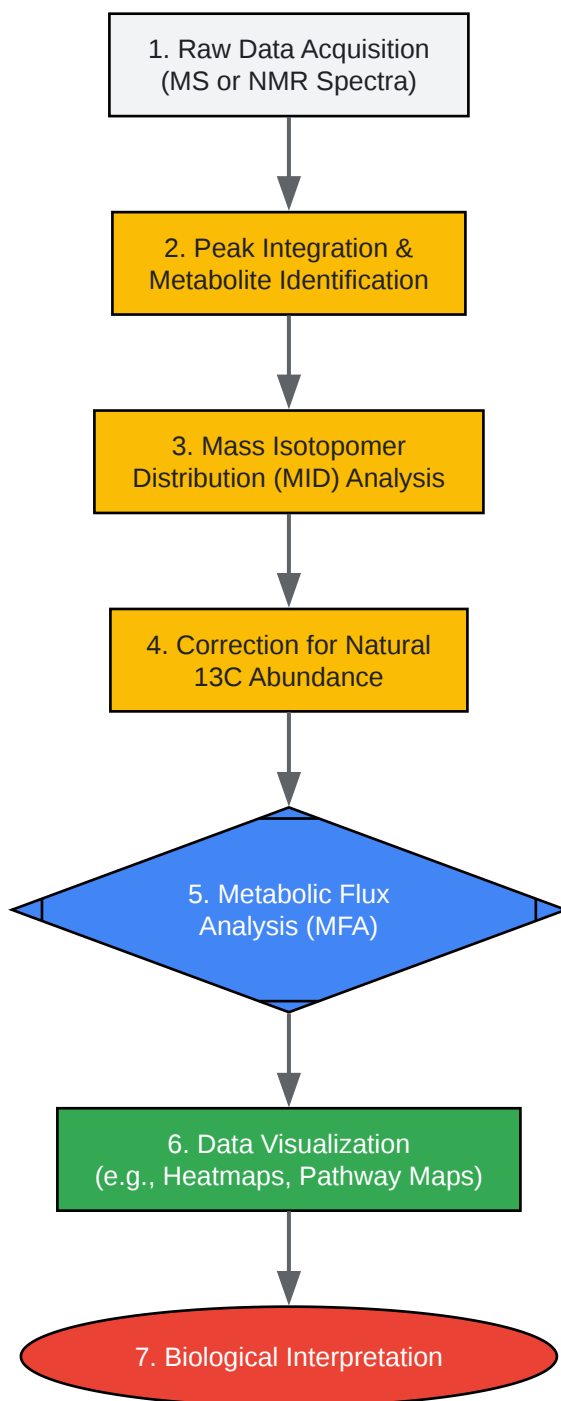 1. Raw Data Acquisition
(MS or NMR Spectra)
2. Peak Integration &
Metabolite Identification
3. Mass Isotopomer
Distribution (MID) Analysis
4. Correction for Natural
13C Abundance
5. Metabolic Flux
Analysis (MFA)
6. Data Visualization
(e.g., Heatmaps, Pathway Maps)
7. Biological Interpretation